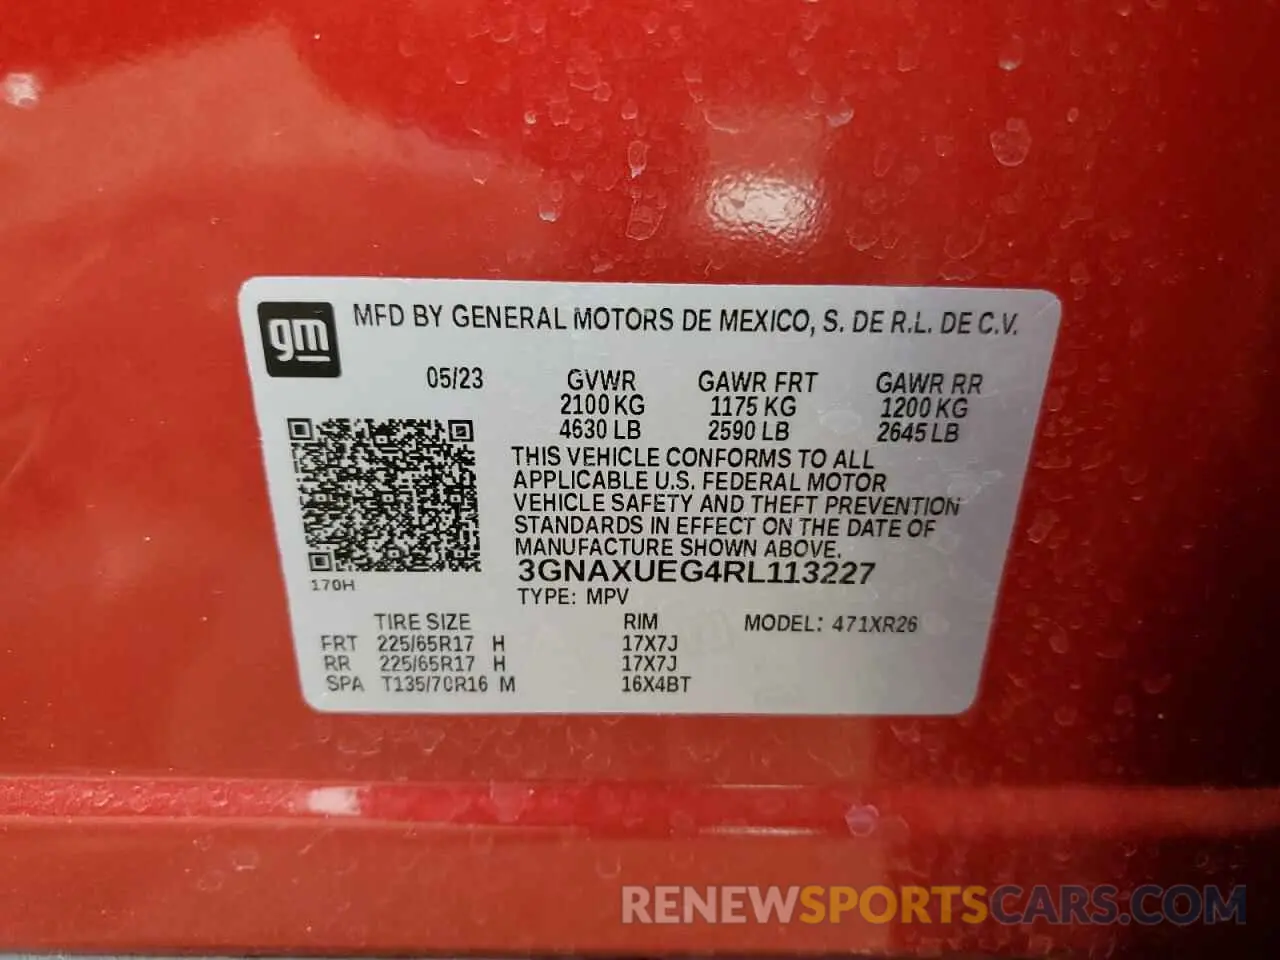 gm
MFD BY GENERAL MOTORS DE MEXICO, S. DE R.L. DE C.V.
05/23 GVWR GAWR FRT GAWR RR
2100 KG 1175 KG 1200 KG
4630 LB 2590 LB 2645 LB
THIS VEHICLE CONFORMS TO ALL
APPLICABLE U.S. FEDERAL MOTOR
VEHICLE SAFETY AND THEFT PREVENTION
STANDARDS IN EFFECT ON THE DATE OF
MANUFACTURE SHOWN ABOVE.
3GNAXUEG4RL113227
170H
TYPE: MPV
TIRE SIZE RIM MODEL: 471XR26
FRT 225/65R17 H 17X7J
RR 225/65R17 H 17X7J
SPA T135/70R16 M 16X4BT
RENEWSPORTSCARS.COM